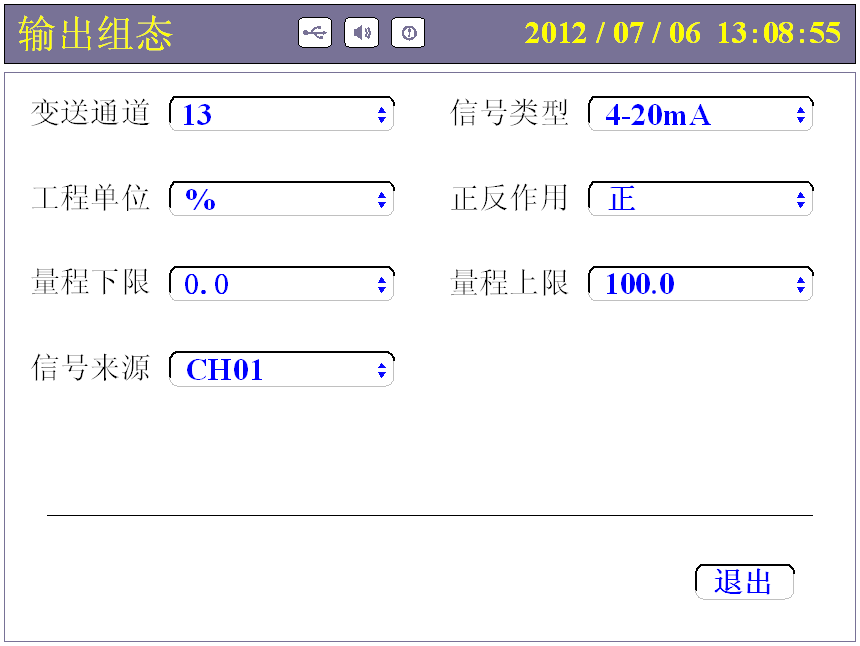 输出组态 2012 / 07 / 06 13:08:55
变送通道 13 信号类型 4-20mA
工程单位 % 正反作用 正
量程下限 0.0 量程上限 100.0
信号来源 CH01
退出